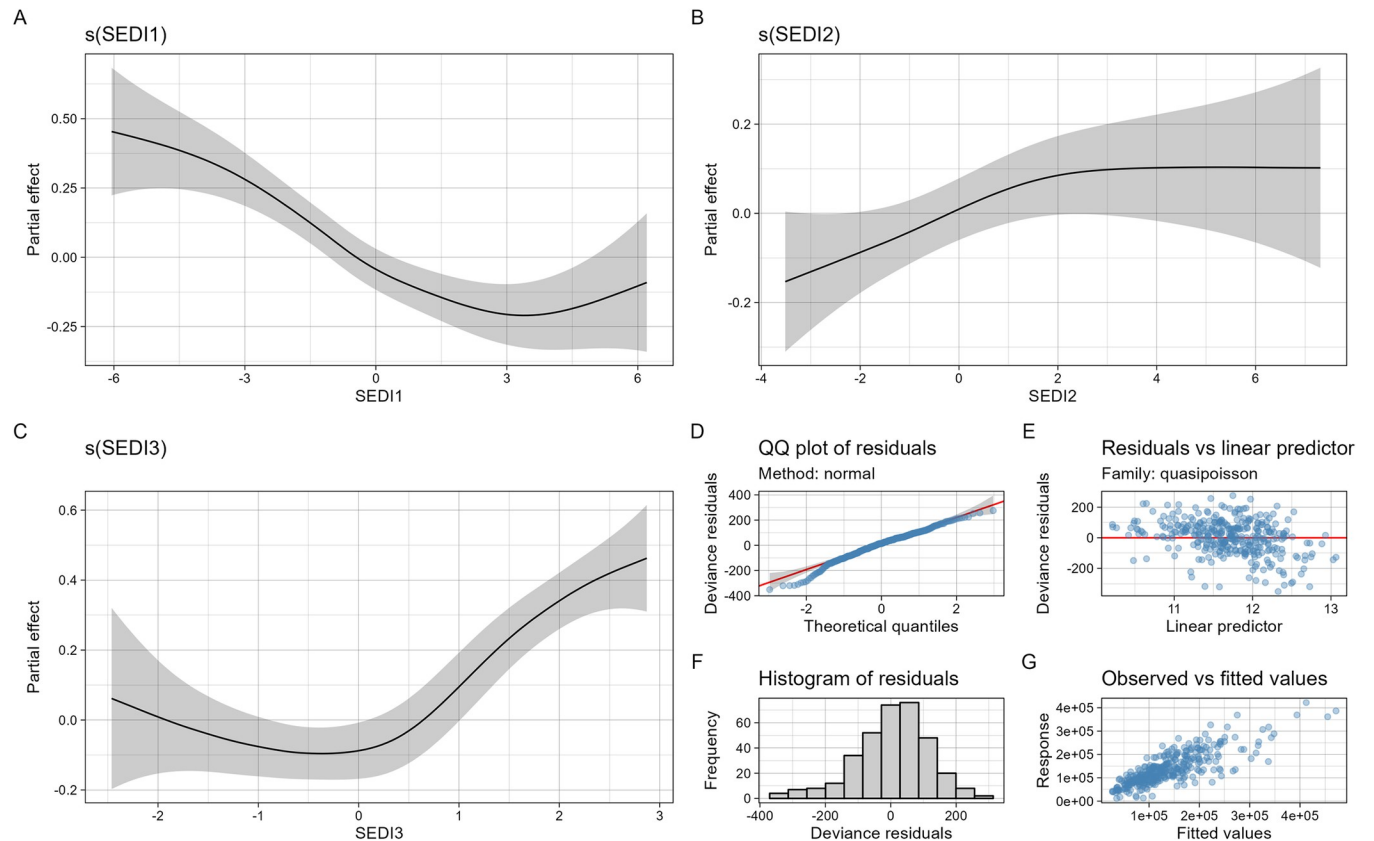 A
s(SEDI1)
Partial effect
0.50
0.25
0.00
-0.25
-6
-3
0
3
6
SEDI1
B
s(SEDI2)
Partial effect
0.2
0.0
-0.2
-4
-2
0
2
4
6
SEDI2
C
s(SEDI3)
Partial effect
0.6
0.4
0.2
0.0
-0.2
-2
-1
0
1
2
3
SEDI3
D
QQ plot of residuals
Method: normal
Deviance residuals
400
200
0
-200
-400
-2
0
2
Theoretical quantiles
E
Residuals vs linear predictor
Family: quasipoisson
Deviance residuals
200
0
-200
11
12
13
Linear predictor
F
Histogram of residuals
Frequency
60
40
20
0
-400
-200
0
200
Deviance residuals
G
Observed vs fitted values
Response
4e+05
3e+05
2e+05
1e+05
0e+00
1e+05
2e+05
3e+05
4e+05
Fitted values